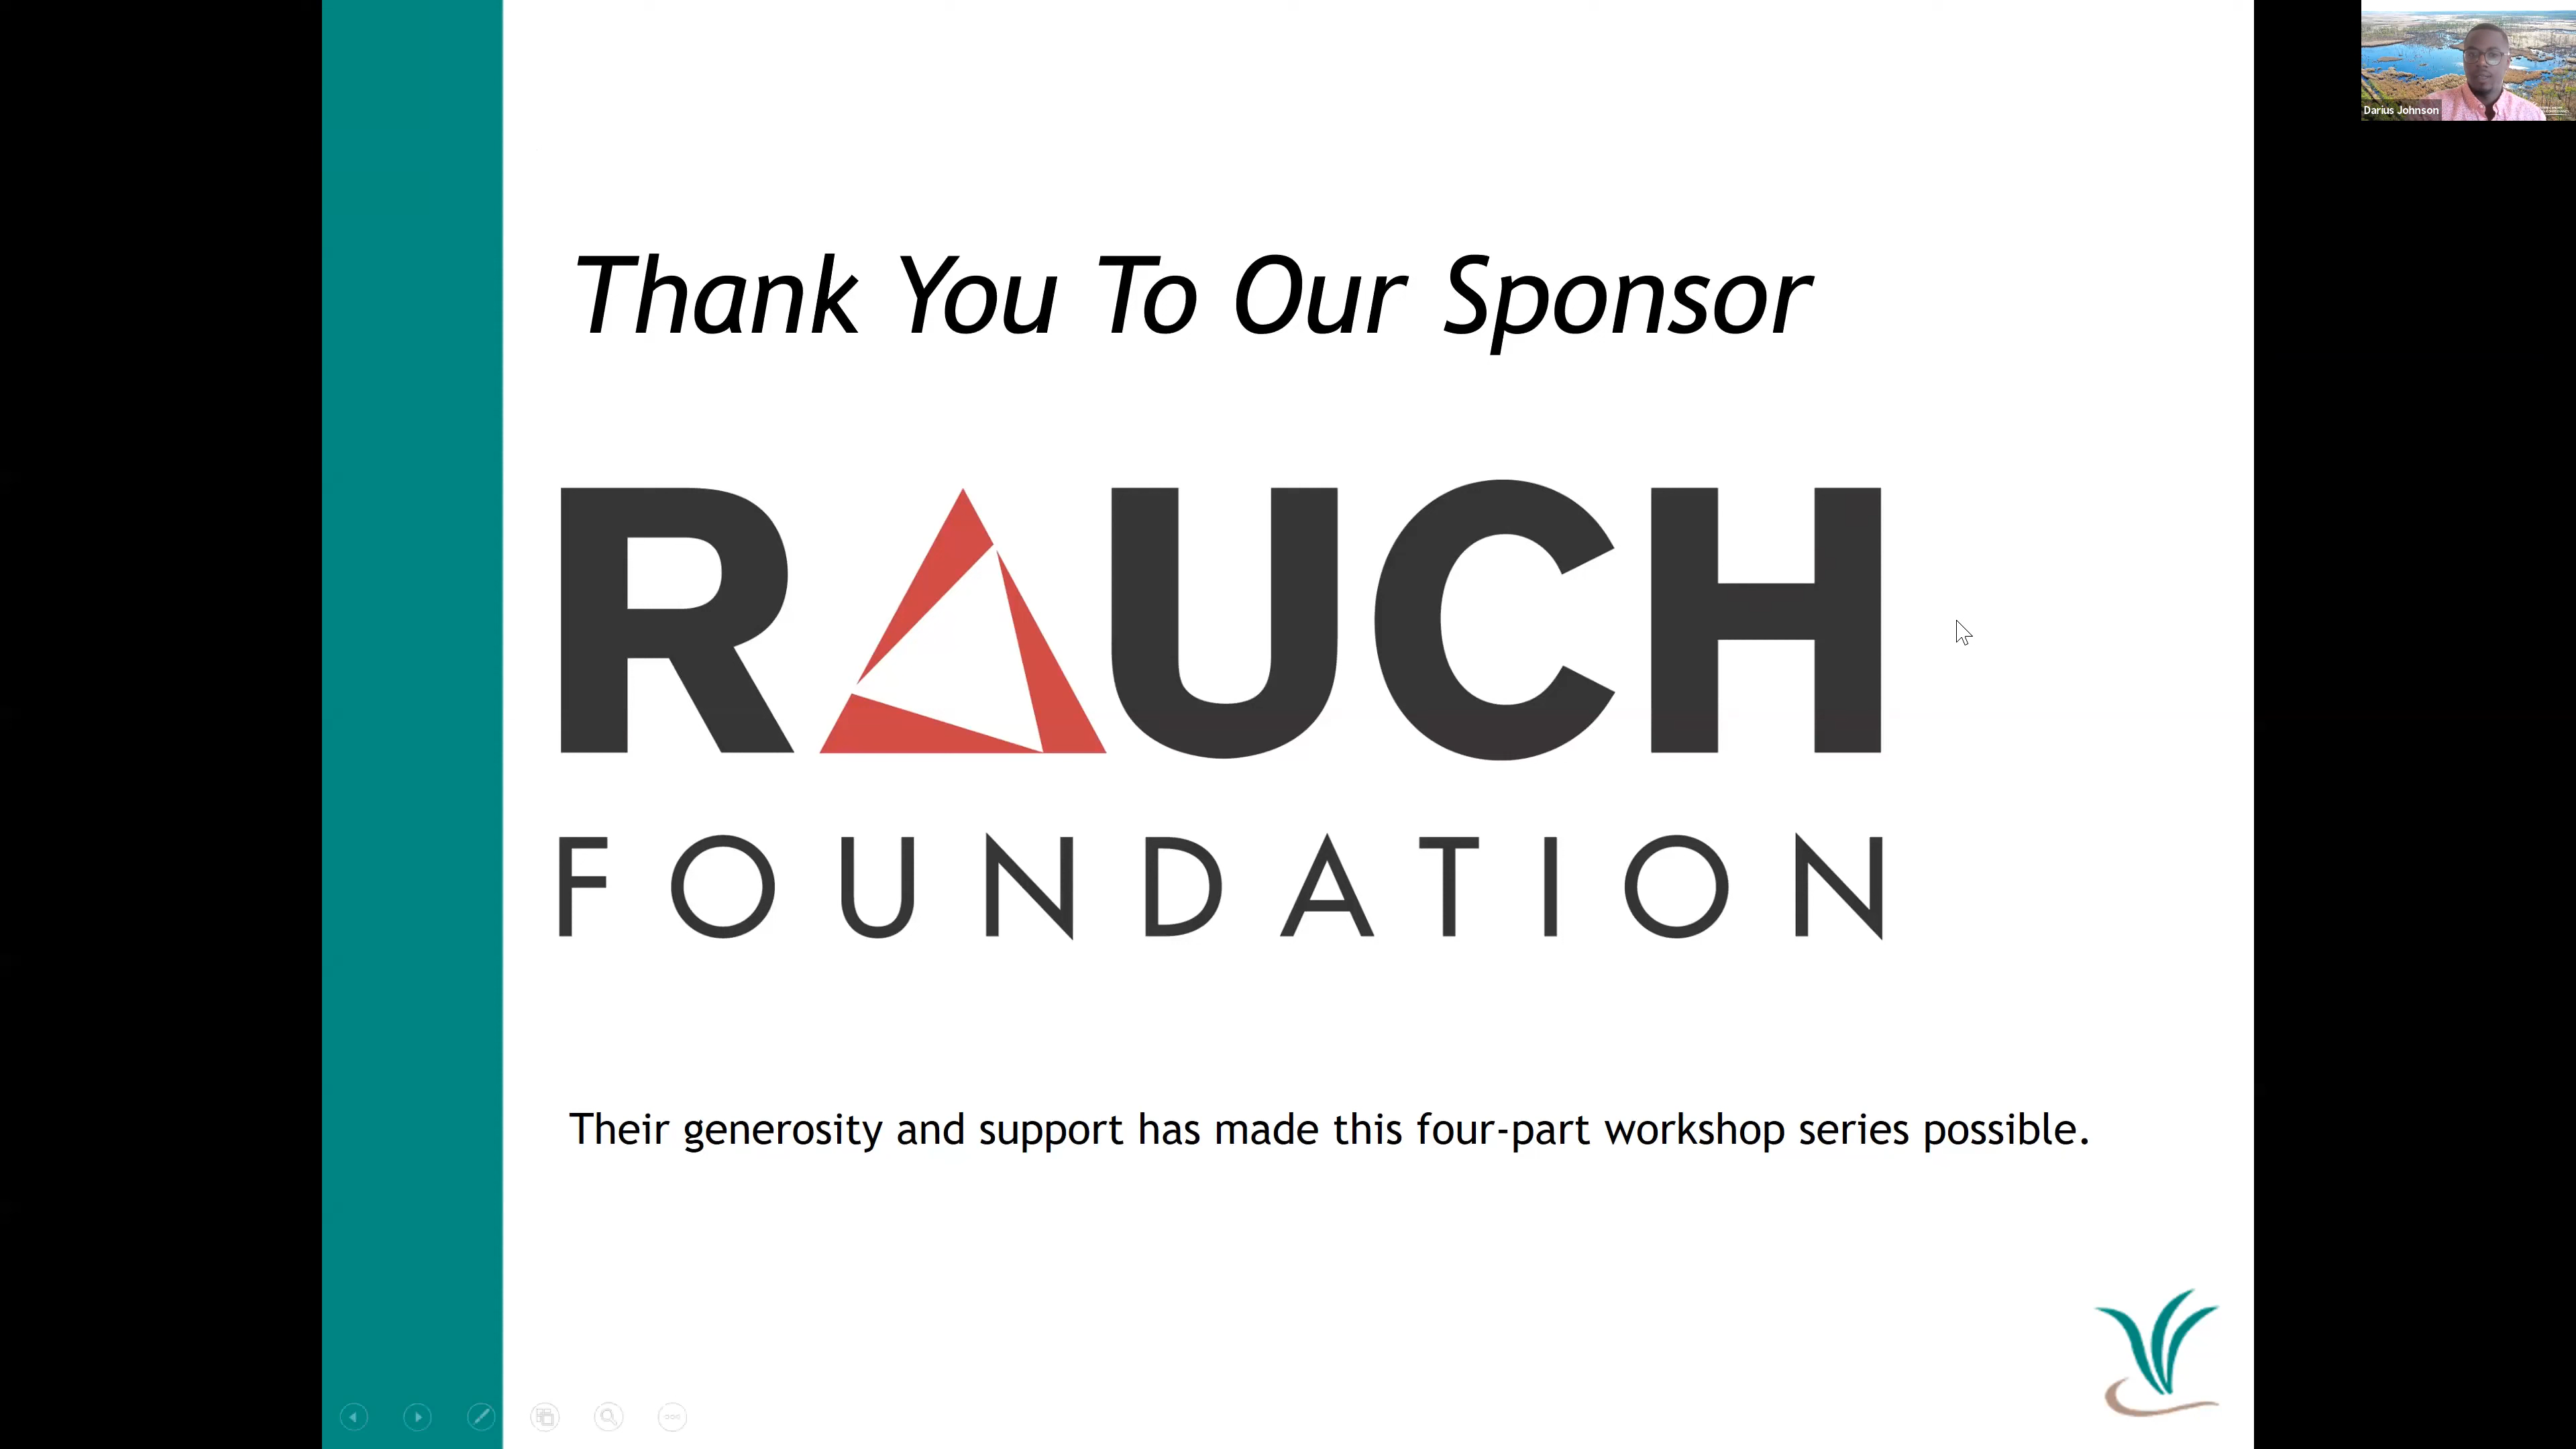 Thank You To Our Sponsor
RAUCH
FOUNDATION
Their generosity and support has made this four-part workshop series possible.
Darius Johnson